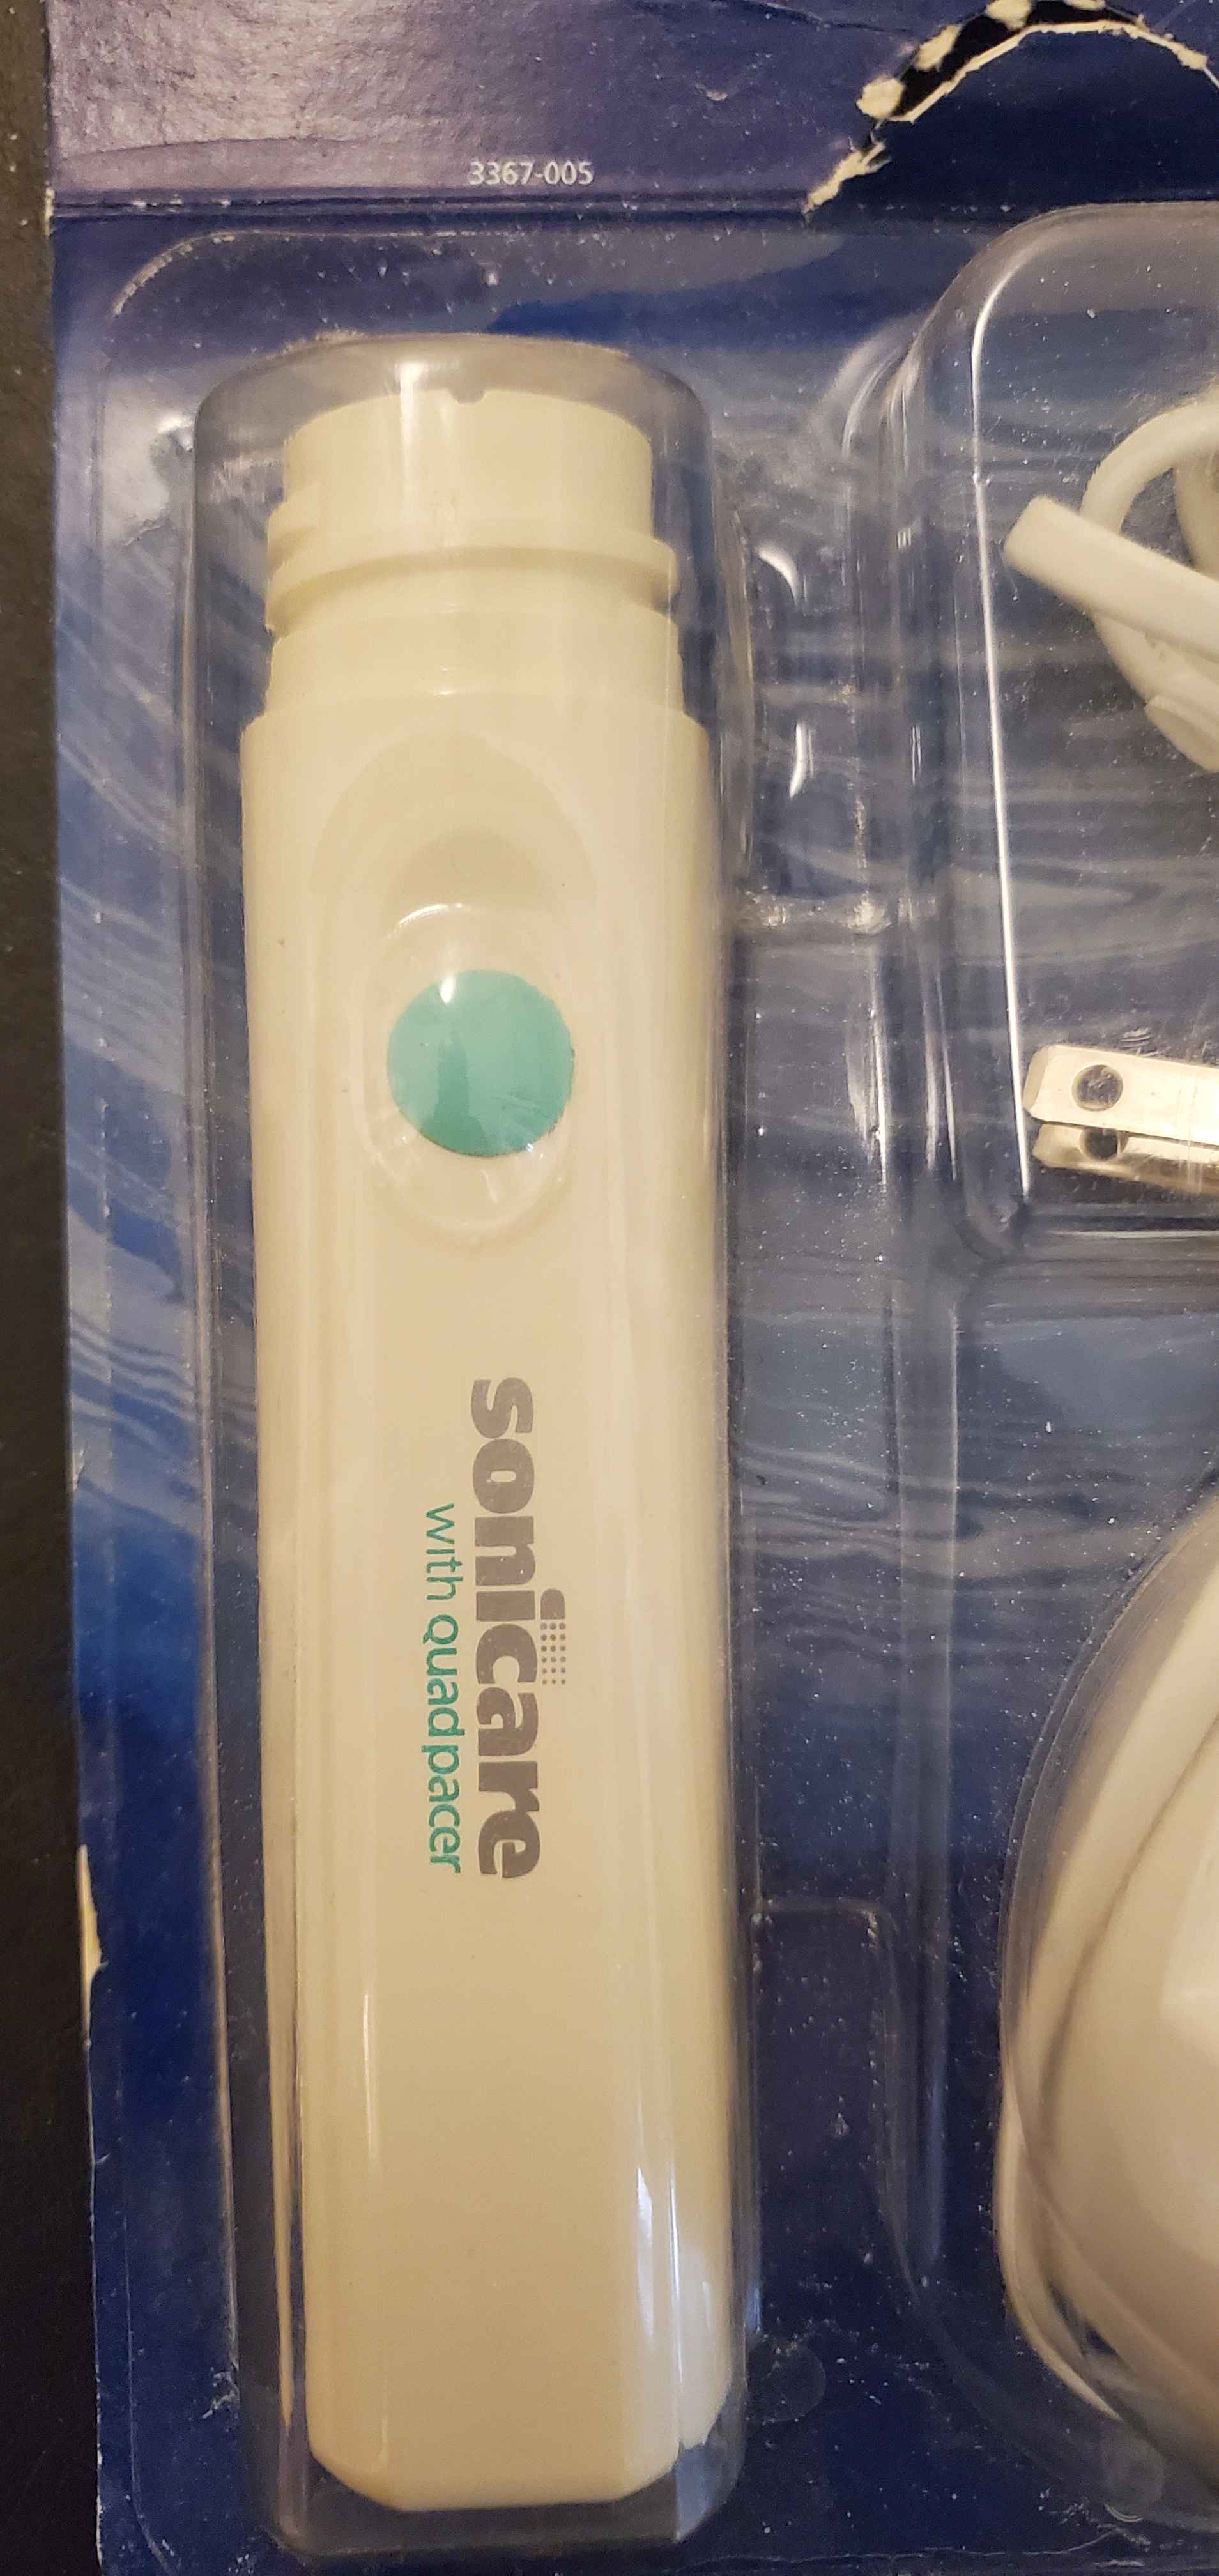 3367-005
sonicare
with quadpacer